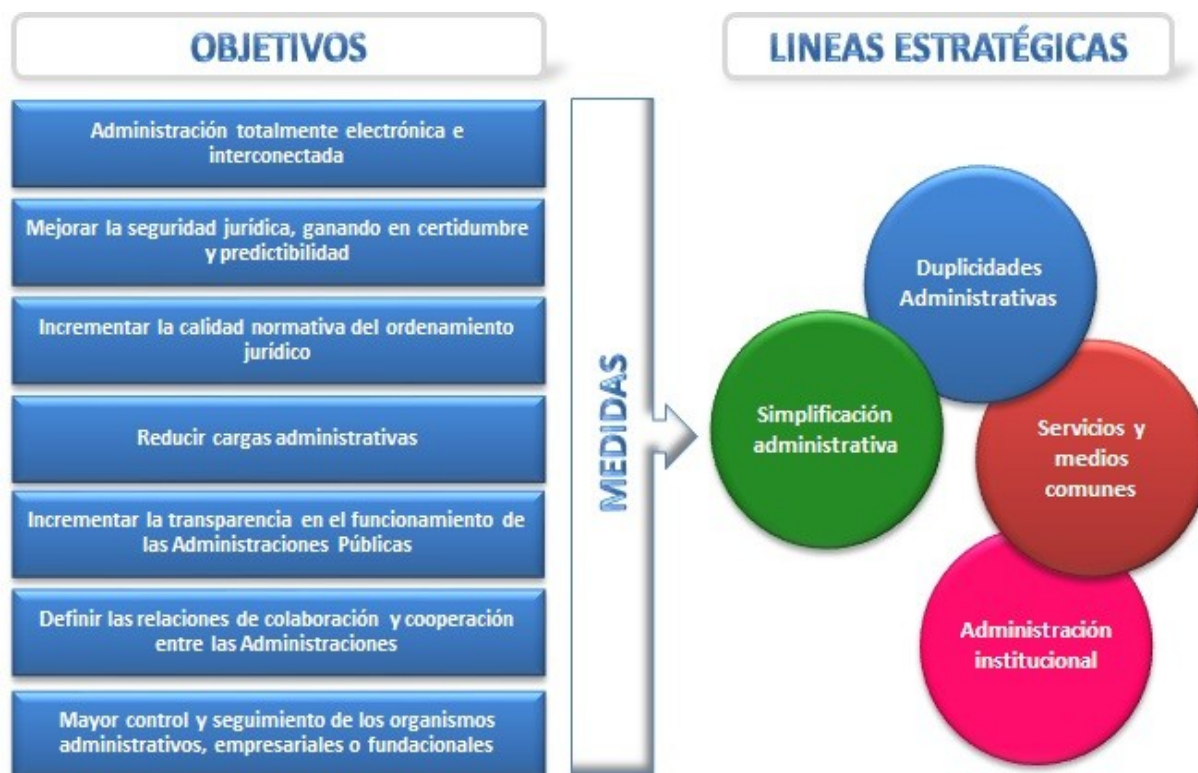 OBJETIVOS
Administración totalmente electrónica e
interconectada
Mejorar la seguridad jurídica, ganando en certidumbre
y predictibilidad
Incrementar la calidad normativa del ordenamiento
jurídico
Reducir cargas administrativas
Incrementar la transparencia en el funcionamiento de
las Administraciones Públicas
Definir las relaciones de colaboración y cooperación
entre las Administraciones
Mayor control y seguimiento de los organismos
administrativos, empresariales o fundacionales
MEDIDAS
LINEAS ESTRATÉGICAS
Duplicidades
Administrativas
Simplificación
administrativa
Servicios y
medios
comunes
Administración
institucional